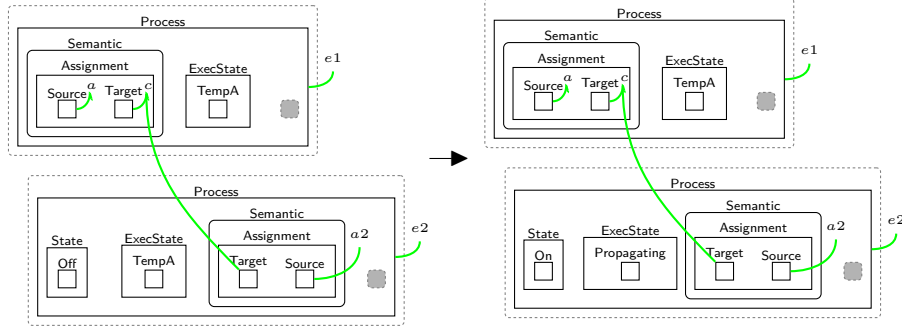 Process
Semantic
Assignment
Source a Target c
ExecState
TempA
e1
Process
State
Off
ExecState
TempA
Semantic
Assignment
Target Source
a2
e2
Process
Semantic
Assignment
Source a Target c
ExecState
TempA
e1
Process
State
On
ExecState
Propagating
Semantic
Assignment
Target Source
a2
e2